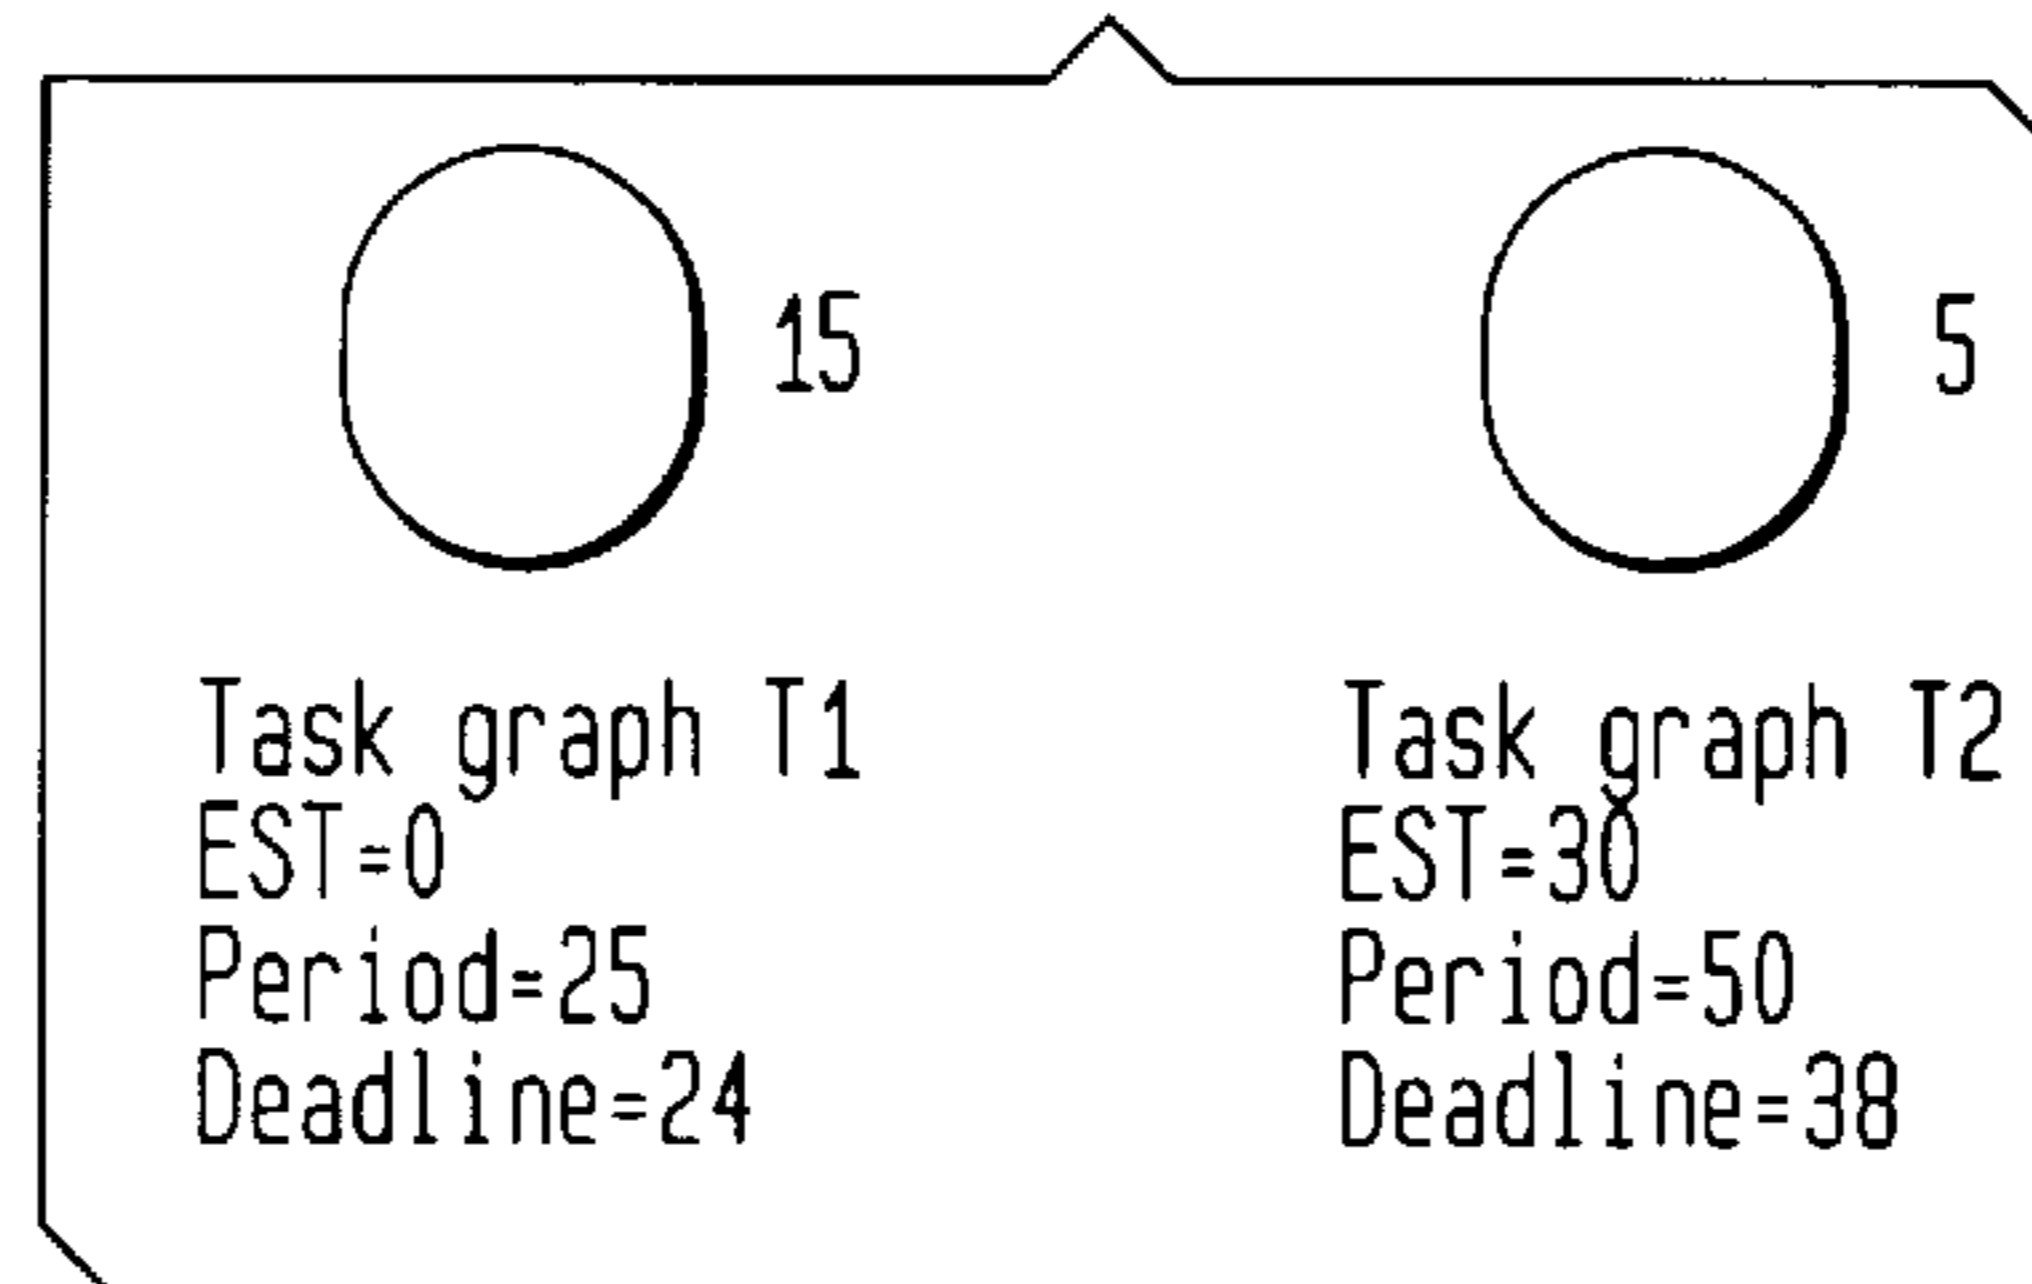 15
5
Task graph T1
EST=0
Period=25
Deadline=24
Task graph T2
EST=30
Period=50
Deadline=38